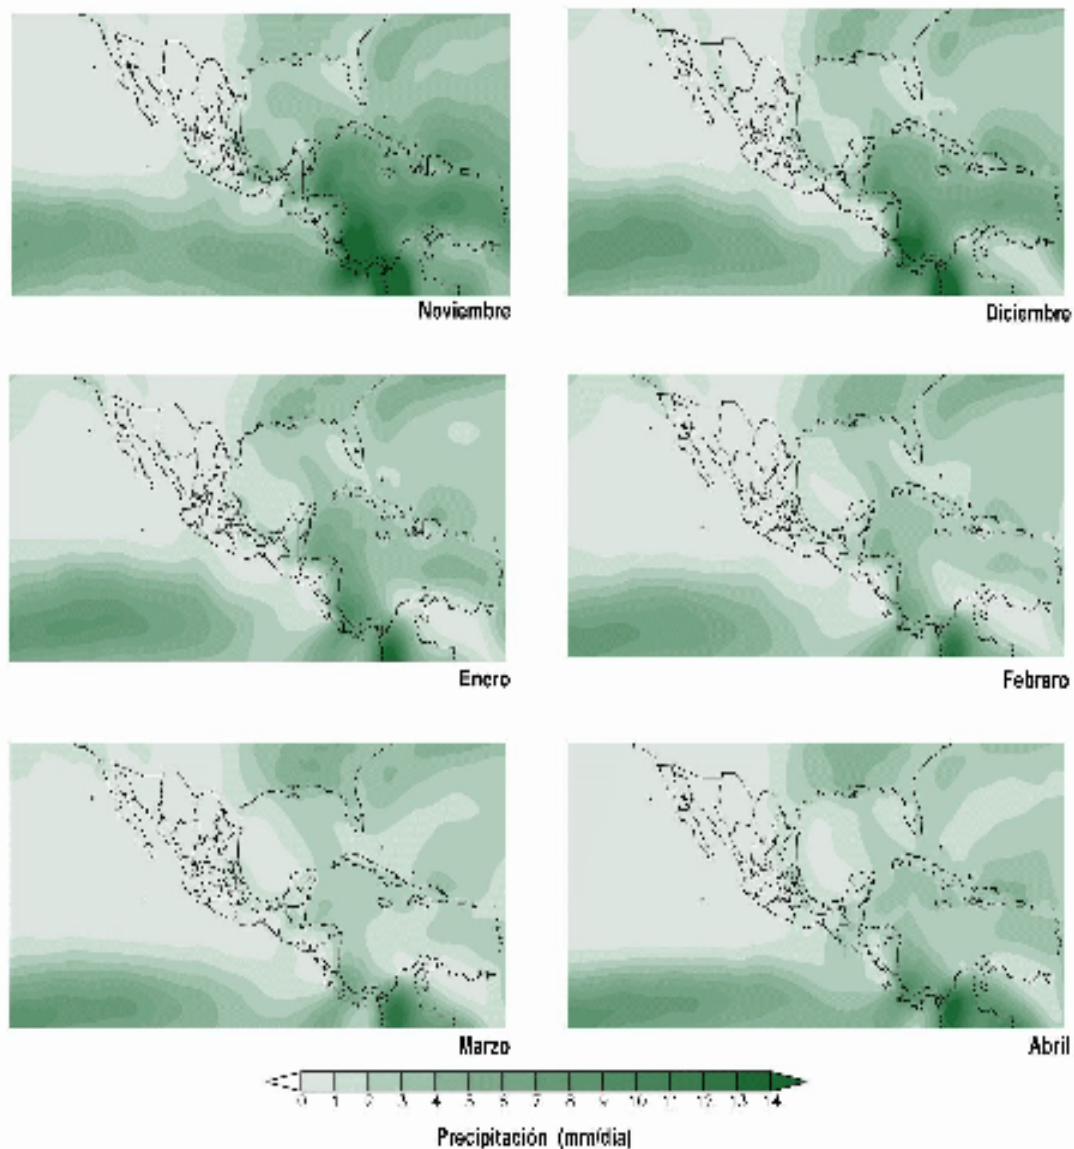 Noviembre
Diciembre
Enero
Febrero
Marzo
Abril
0 1 2 3 4 5 6 7 8 9 10 11 12 13 14
Precipitación (mm/dia)